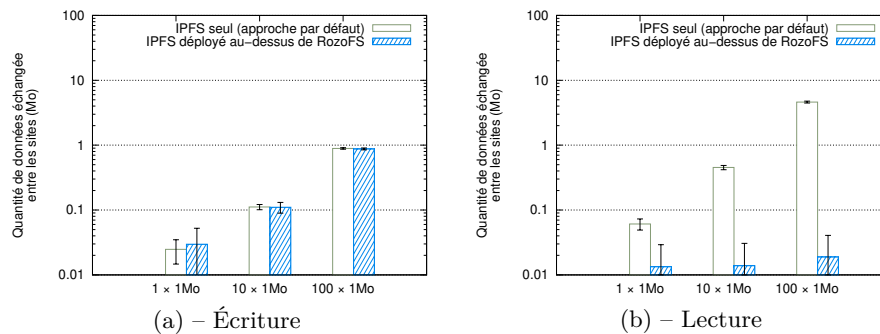 Quantité de données échangée
entre les sites (Mo)
100
10
1
0.1
0.01
IPFS seul (approche par défaut)
IPFS déployé au-dessus de RozoFS
1 × 1Mo
10 × 1Mo
100 × 1Mo
(a) – Écriture
Quantité de données échangée
entre les sites (Mo)
100
10
1
0.1
0.01
IPFS seul (approche par défaut)
IPFS déployé au-dessus de RozoFS
1 × 1Mo
10 × 1Mo
100 × 1Mo
(b) – Lecture